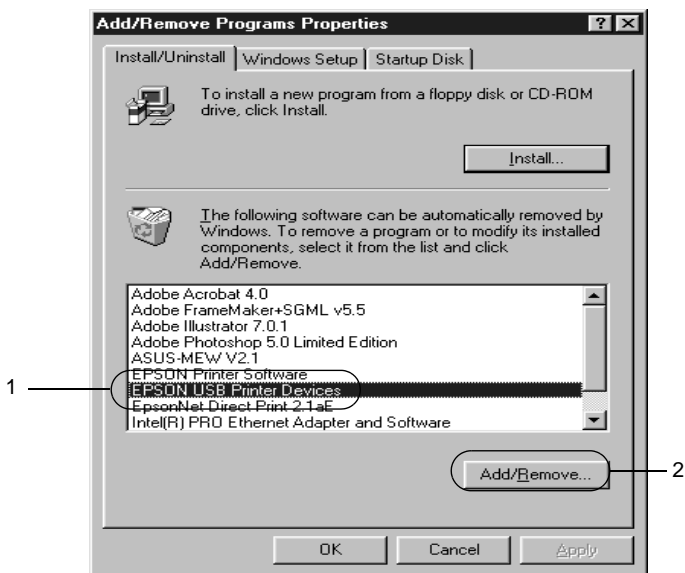 Add/Remove Programs Properties
Install/Uninstall Windows Setup Startup Disk
To install a new program from a floppy disk or CD-ROM
drive, click Install.
Install...
The following software can be automatically removed by
Windows. To remove a program or to modify its installed
components, select it from the list and click
Add/Remove.
Adobe Acrobat 4.0
Adobe FrameMaker+SGML v5.5
Adobe Illustrator 7.0.1
Adobe Photoshop 5.0 Limited Edition
ASUS-MEW V2.1
EPSON Printer Software
1 EPSON USB Printer Devices
EpsonNet Direct Print 2.1aE
Intel(R) PRO Ethernet Adapter and Software
Add/Remove... 2
OK Cancel Apply